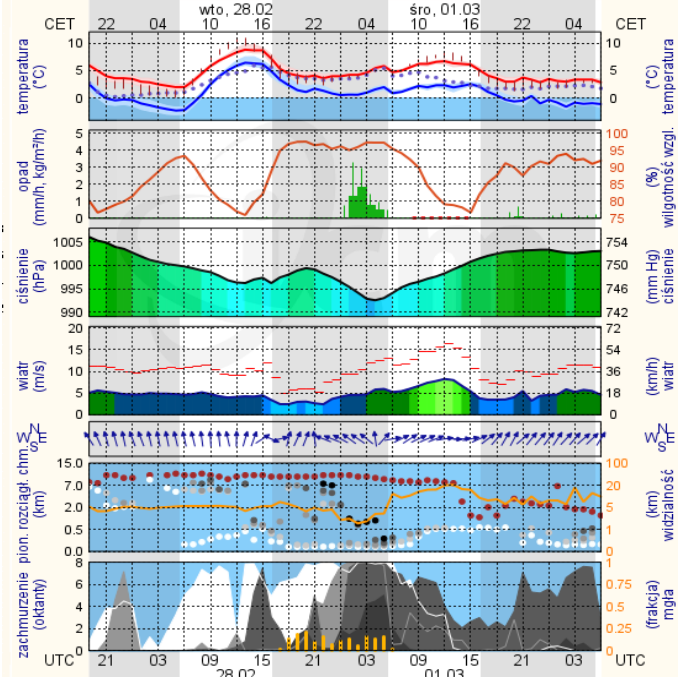 wto, 28.02 śro, 01.03
CET 22 04 10 16 22 04 10 16 22 04 CET
temperatura (°C)
10
5
0
10
5
0
(°C) temperatura
opad (mm/h, kg/m²/h)
5
4
3
2
1
0
100
95
90
85
80
75
(%) wilgotność wzgl.
ciśnienie (hPa)
1005
1000
995
990
754
750
746
742
(mm Hg) ciśnienie
wiatr (m/s)
20
15
10
5
0
72
54
36
18
0
(km/h) wiatr
N
W E
S
N
W E
S
pion. rozciągł. chm. (km)
15.0
7.0
2.0
0.5
0.0
100
20
5
1
0
(km) widzialność
zachmurzenie (oktanty)
8
6
4
2
0
1
0.75
0.5
0.25
0
(frakcja) mgła
UTC 21 03 09 15 21 03 09 15 21 03 UTC
28.02 01.03